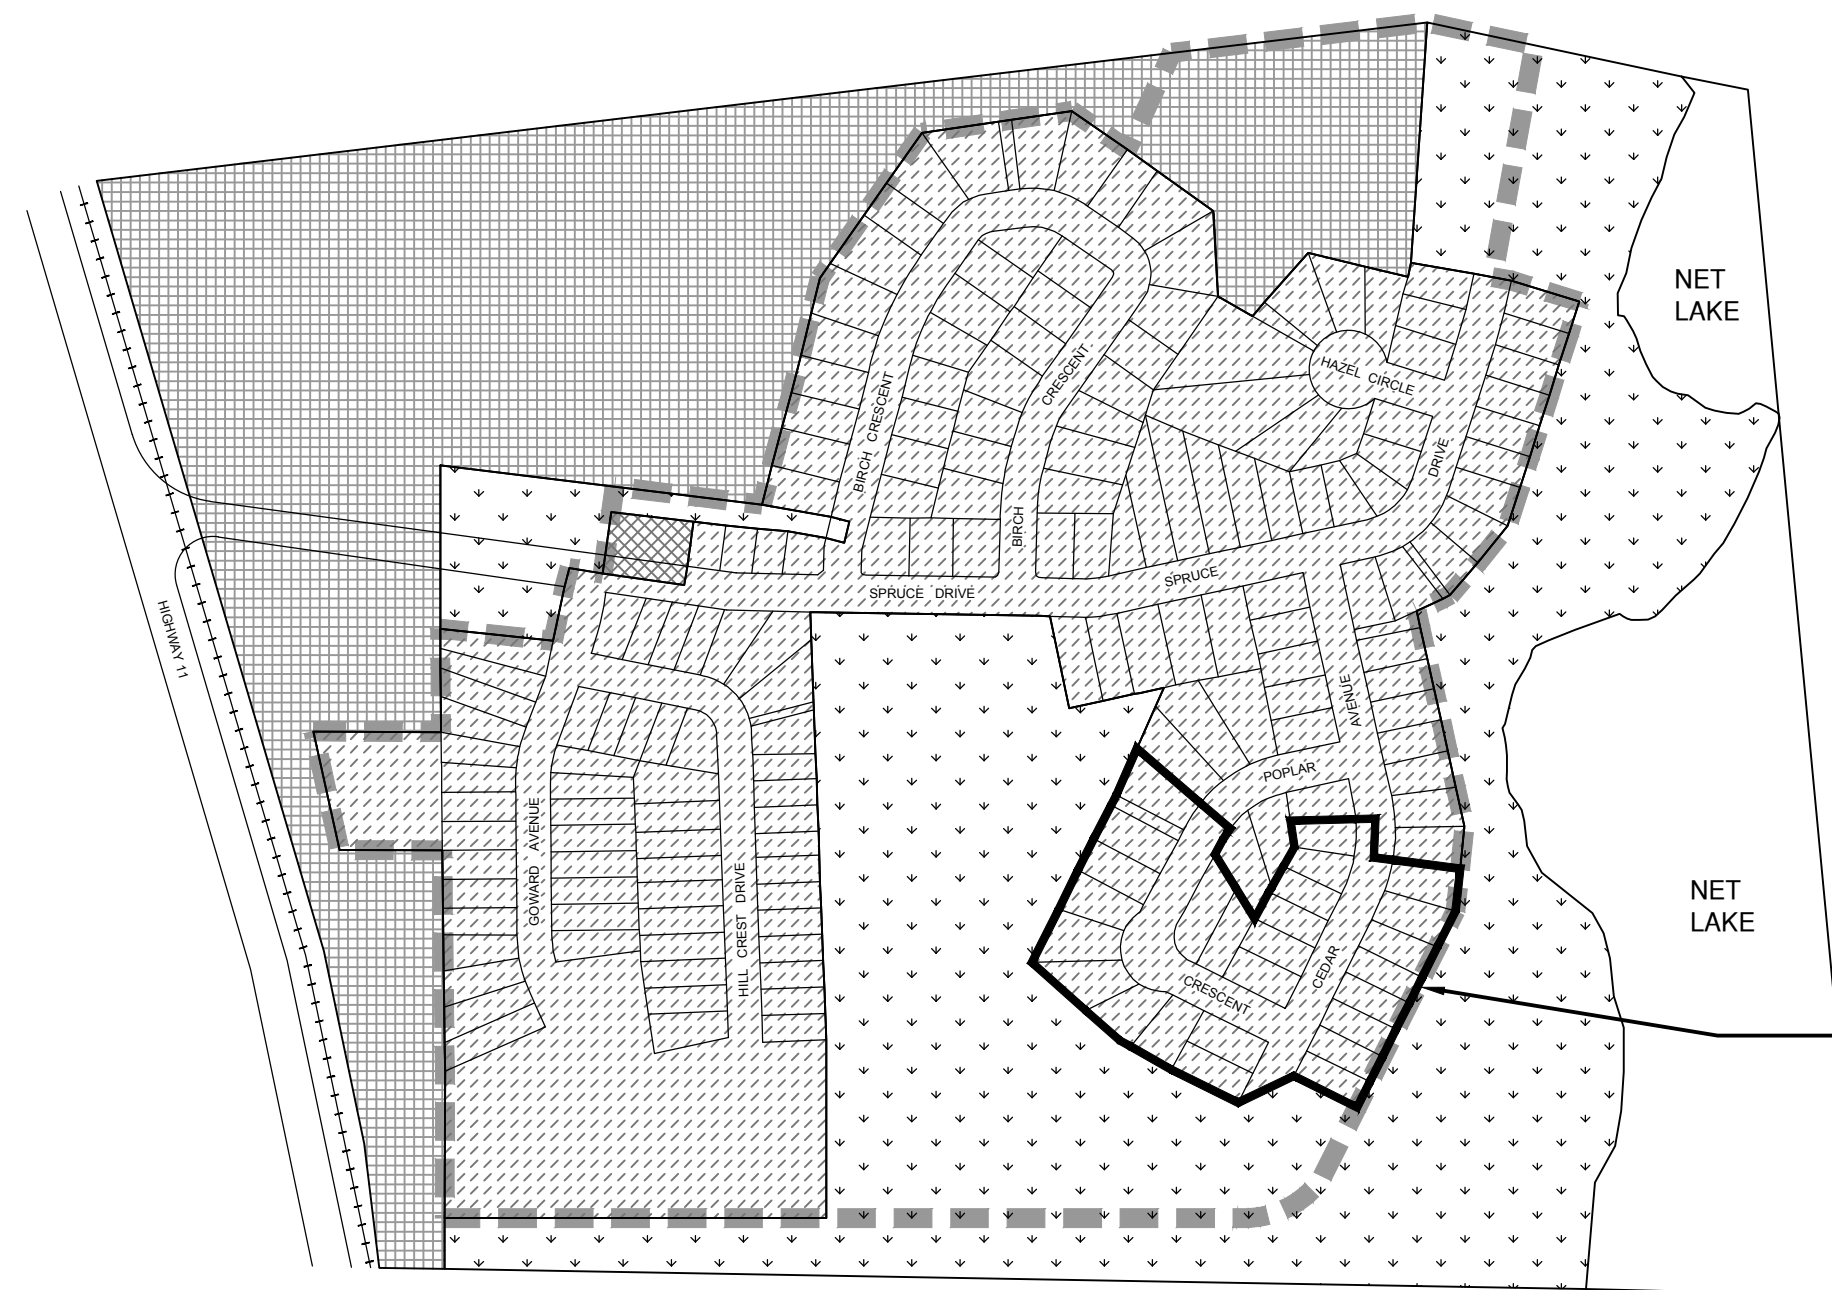 NET
LAKE
HAZEL CIRCLE
BIRCH CRESCENT
CRESCENT
DRIVE
BIRCH
SPRUCE
SPRUCE DRIVE
HIGHWAY 11
AVENUE
POPLAR
GOWARD AVENUE
HILL CREST DRIVE
NET
LAKE
CEDAR
CRESCENT